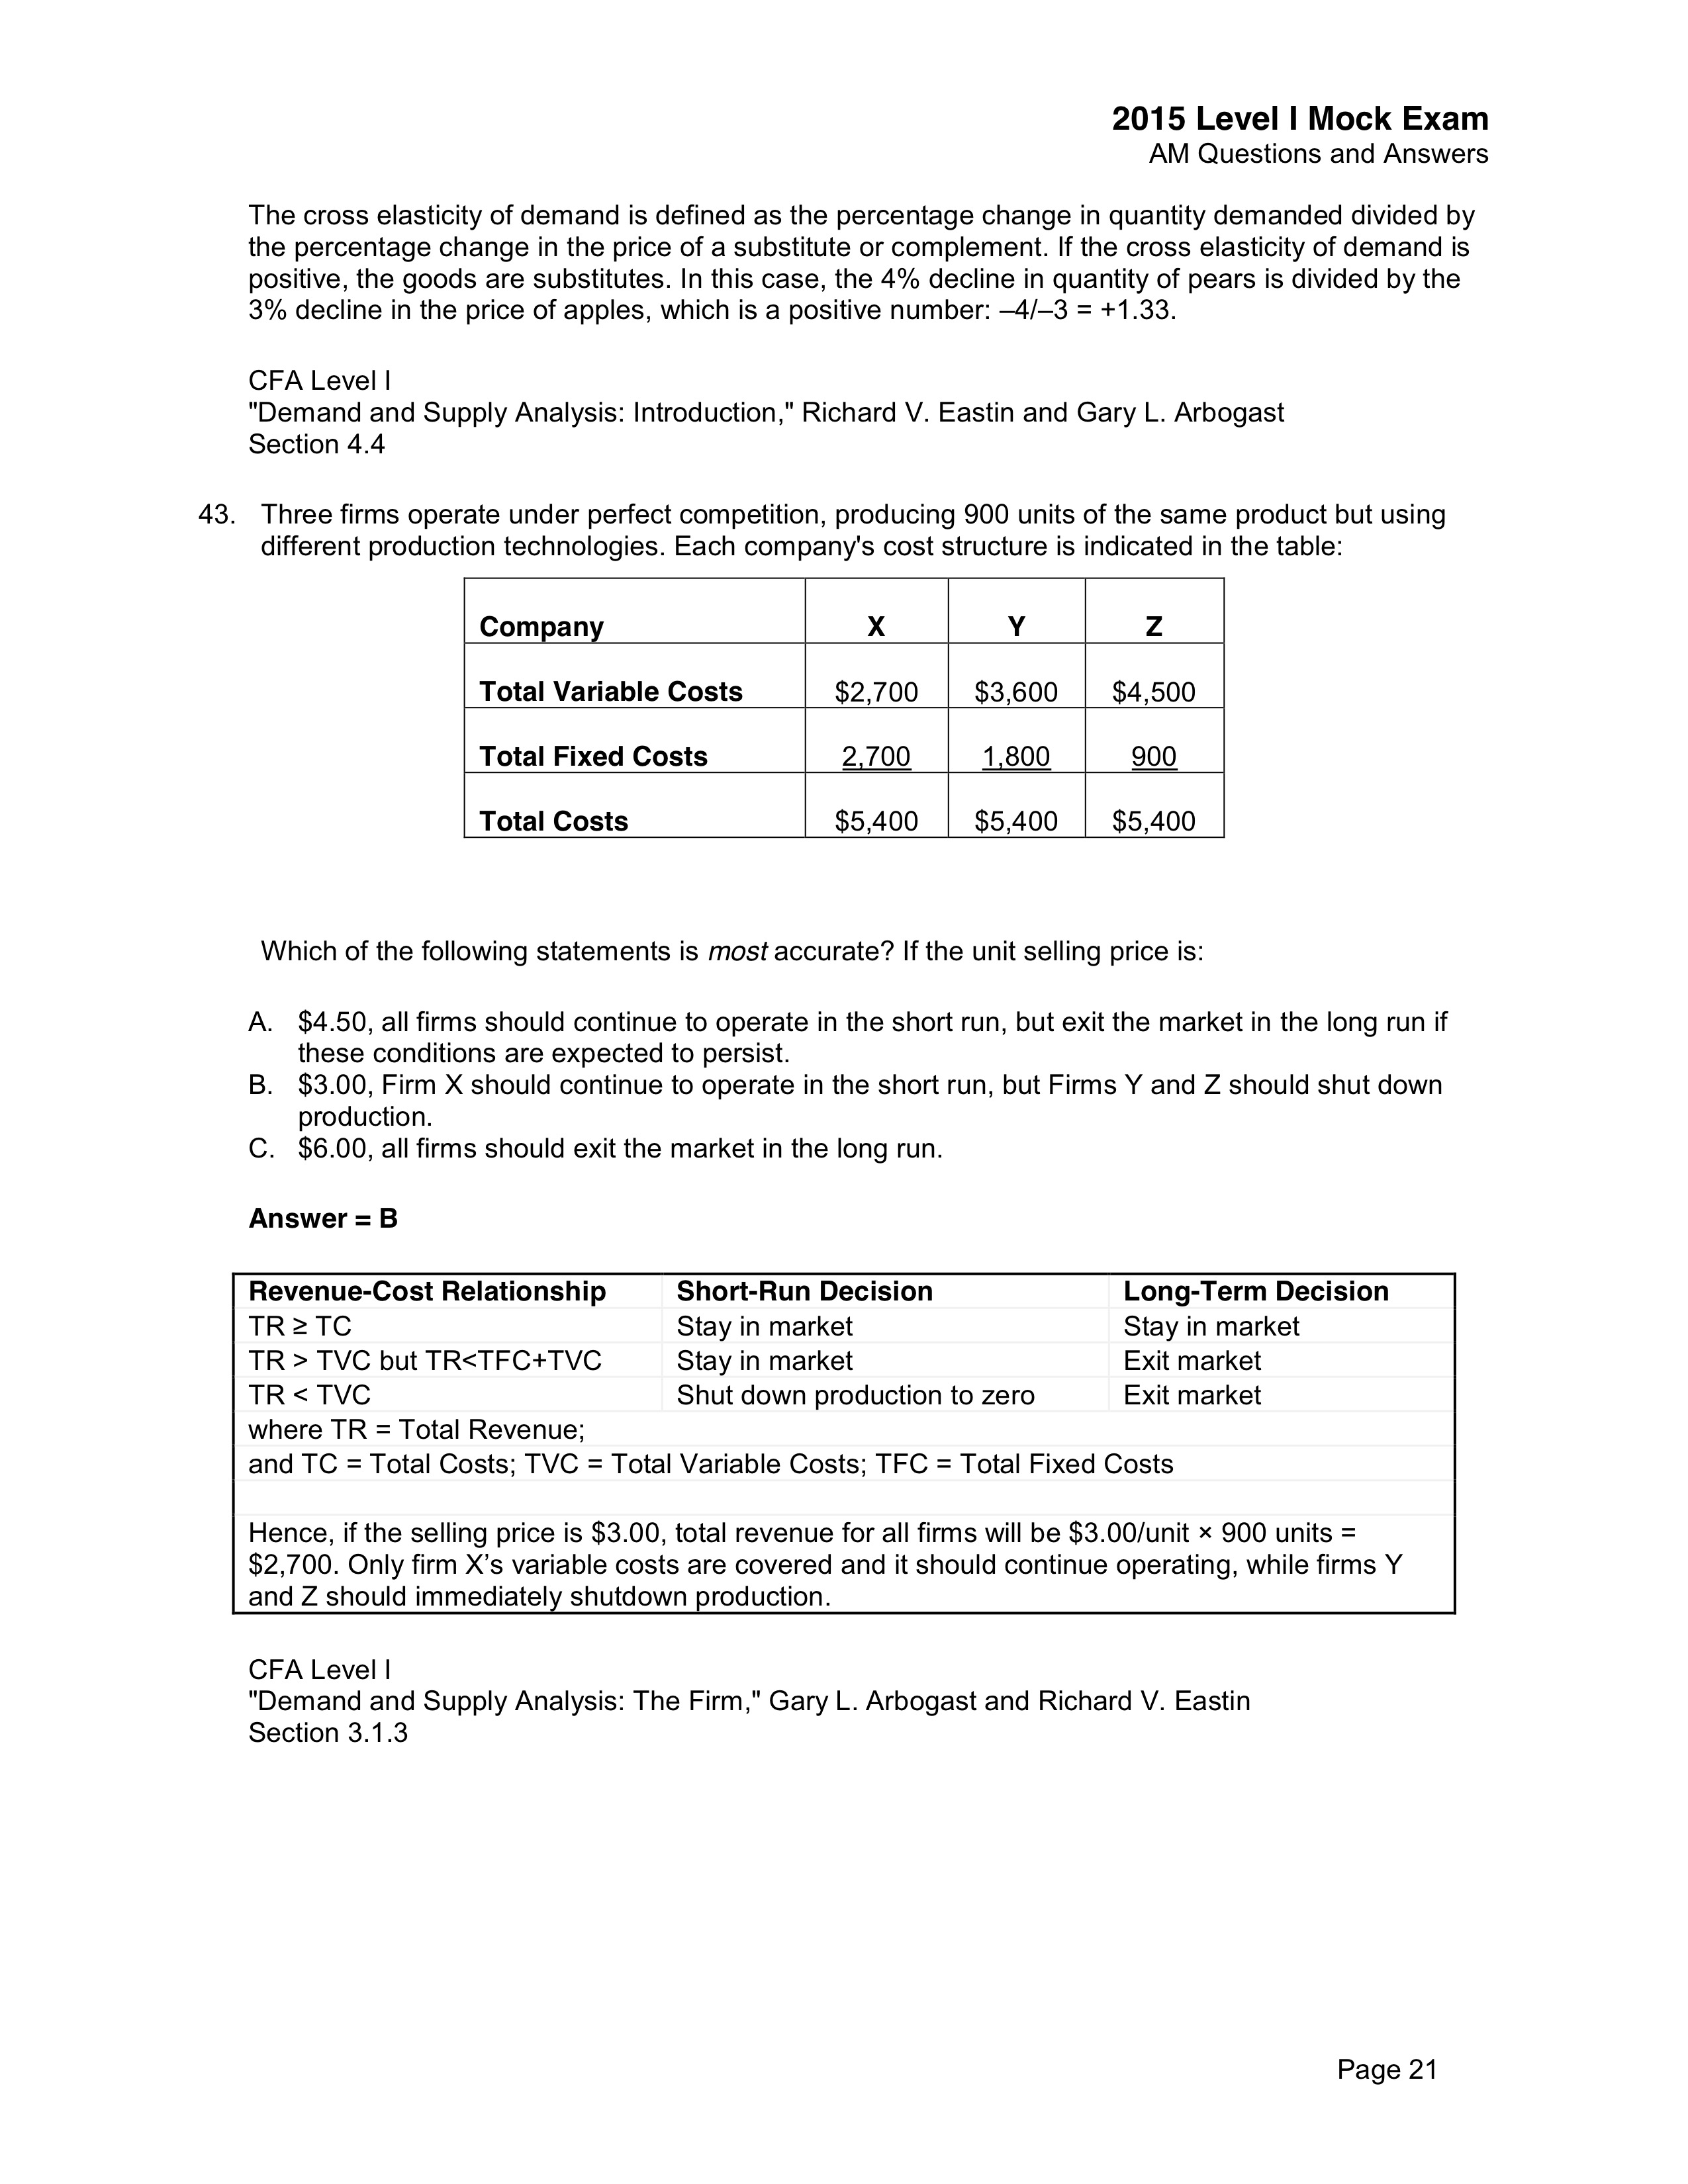 2015 Level I Mock Exam
AM Questions and Answers
The cross elasticity of demand is defined as the percentage change in quantity demanded divided by
the percentage change in the price of a substitute or complement. If the cross elasticity of demand is
positive, the goods are substitutes. In this case, the 4% decline in quantity of pears is divided by the
3% decline in the price of apples, which is a positive number: –4/–3 = +1.33.
CFA Level I
"Demand and Supply Analysis: Introduction," Richard V. Eastin and Gary L. Arbogast
Section 4.4
43. Three firms operate under perfect competition, producing 900 units of the same product but using
different production technologies. Each company's cost structure is indicated in the table:
Company X Y Z
Total Variable Costs $2,700 $3,600 $4,500
Total Fixed Costs 2,700 1,800 900
Total Costs $5,400 $5,400 $5,400
Which of the following statements is most accurate? If the unit selling price is:
A. $4.50, all firms should continue to operate in the short run, but exit the market in the long run if
these conditions are expected to persist.
B. $3.00, Firm X should continue to operate in the short run, but Firms Y and Z should shut down
production.
C. $6.00, all firms should exit the market in the long run.
Answer = B
Revenue-Cost Relationship Short-Run Decision Long-Term Decision
TR ≥ TC Stay in market Stay in market
TR > TVC but TR<TFC+TVC Stay in market Exit market
TR < TVC Shut down production to zero Exit market
where TR = Total Revenue;
and TC = Total Costs; TVC = Total Variable Costs; TFC = Total Fixed Costs
Hence, if the selling price is $3.00, total revenue for all firms will be $3.00/unit × 900 units =
$2,700. Only firm X’s variable costs are covered and it should continue operating, while firms Y
and Z should immediately shutdown production.
CFA Level I
"Demand and Supply Analysis: The Firm," Gary L. Arbogast and Richard V. Eastin
Section 3.1.3
Page 21